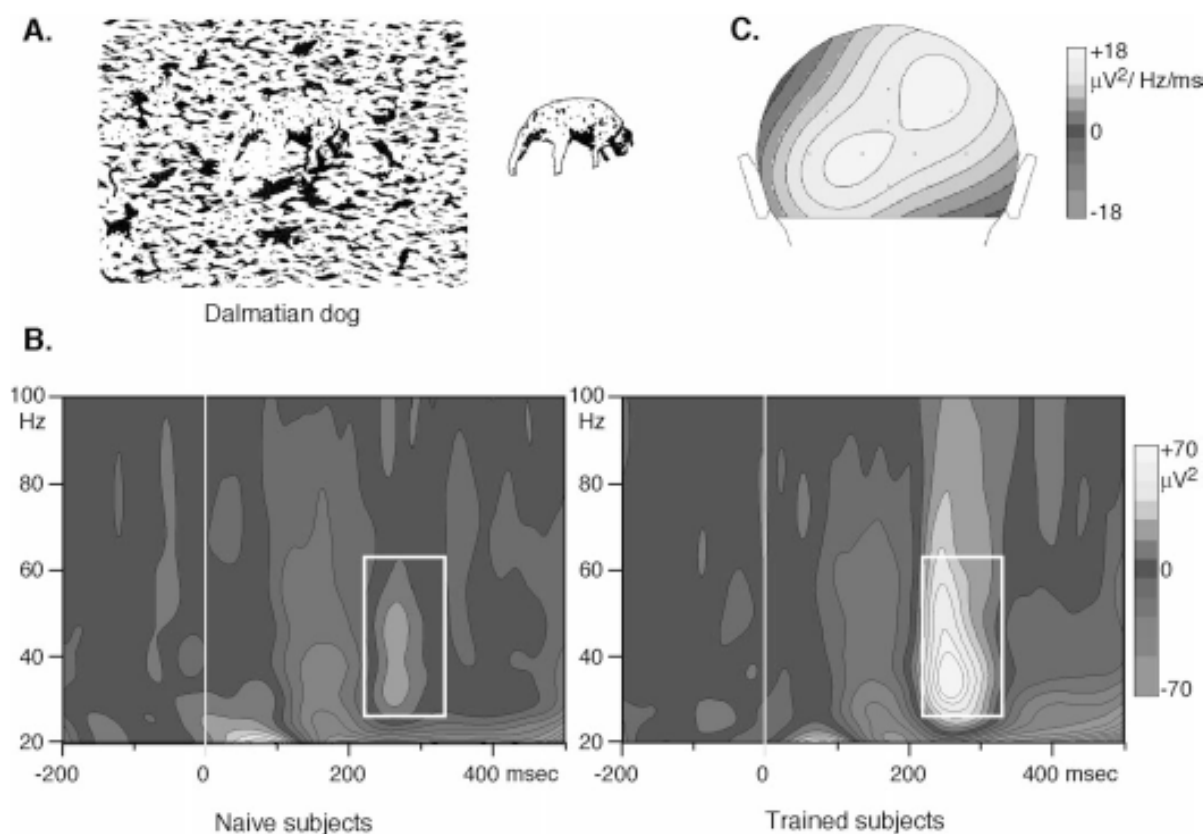 A.
Dalmatian dog
C.
+18
µV²/ Hz/ms
0
-18
B.
100
Hz
80
60
40
20
-200
0
200
400 msec
Naive subjects
100
Hz
80
60
40
20
-200
0
200
400 msec
Trained subjects
+70
µV²
0
-70